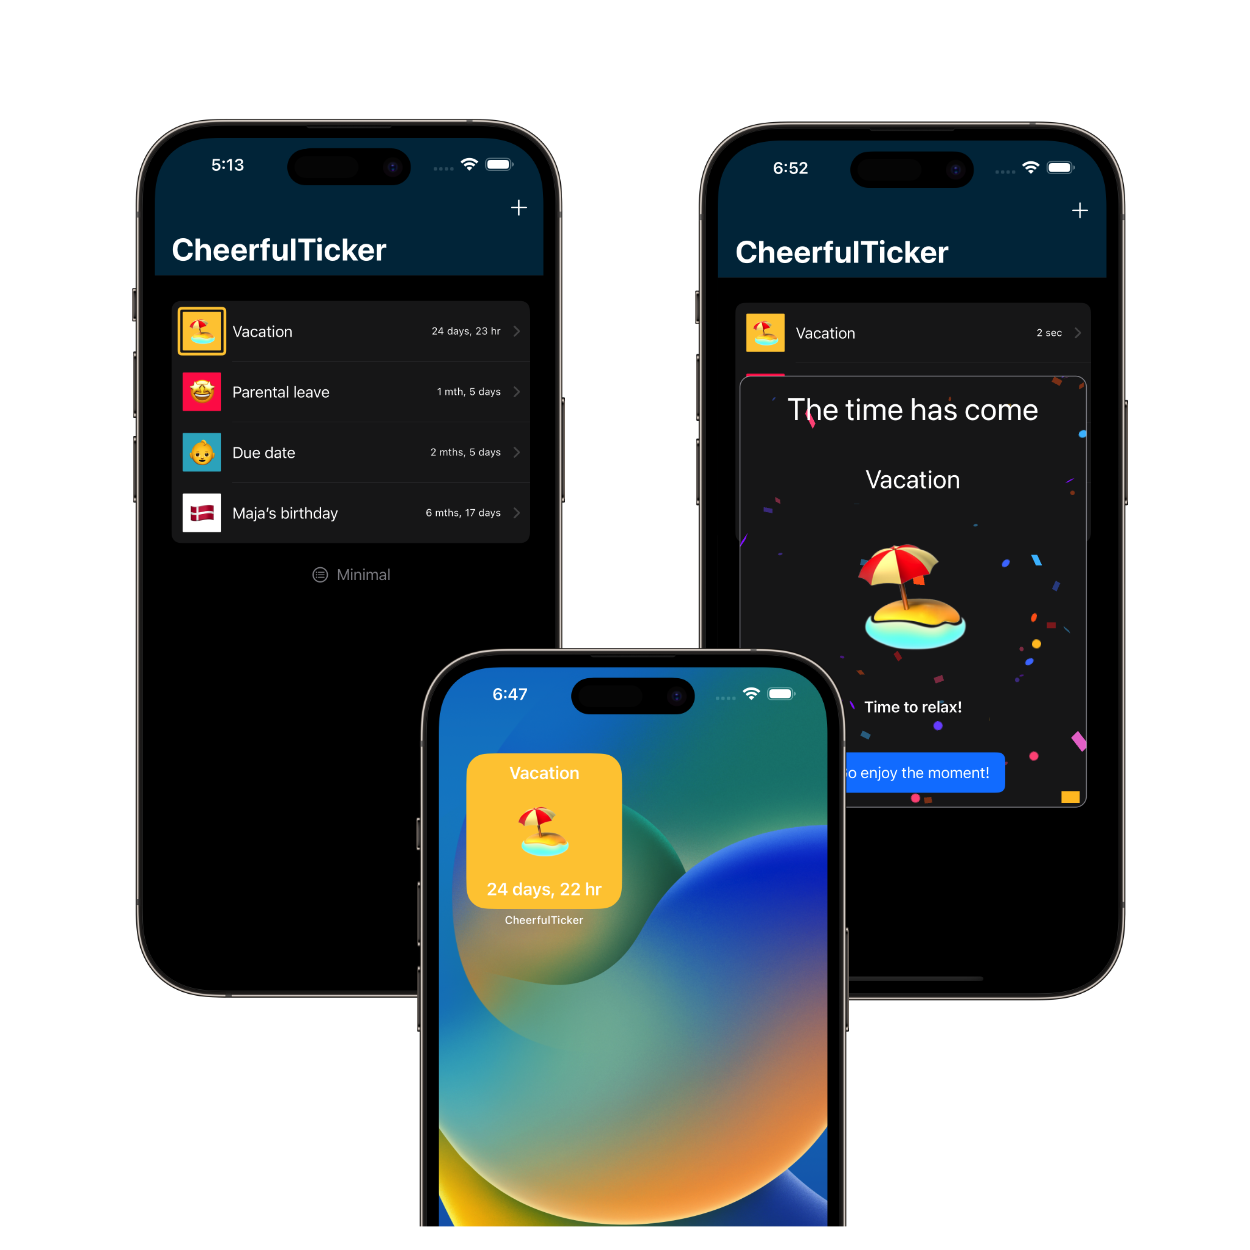 5:13
CheerfulTicker
Vacation 24 days, 23 hr
Parental leave 1 mth, 5 days
Due date 2 mths, 5 days
Maja's birthday 6 mths, 17 days
Minimal
6:52
CheerfulTicker
Vacation 2 sec
The time has come
Vacation
Time to relax!
o enjoy the moment!
6:47
Vacation
24 days, 22 hr
CheerfulTicker